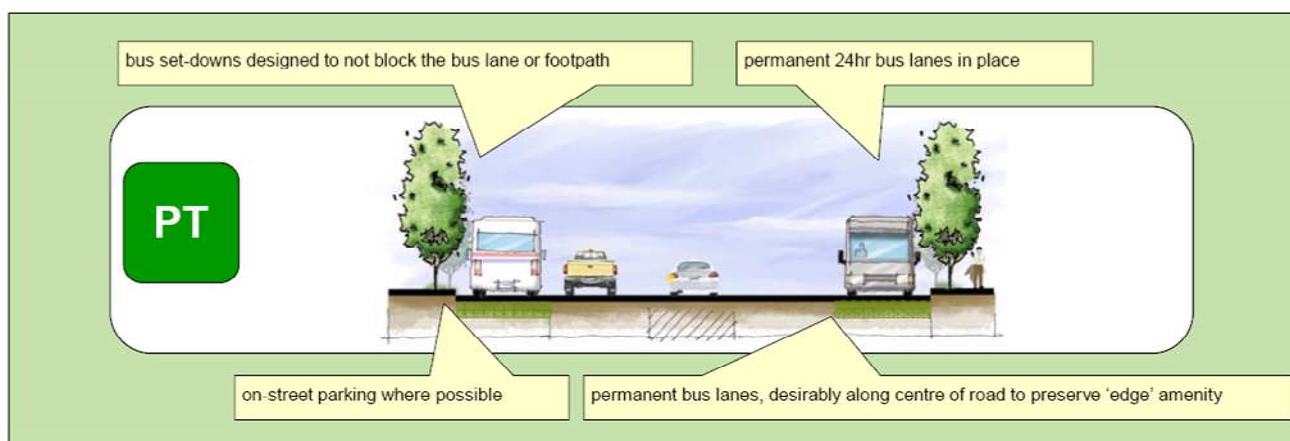 bus set-downs designed to not block the bus lane or footpath
permanent 24hr bus lanes in place
PT
on-street parking where possible
permanent bus lanes, desirably along centre of road to preserve ‘edge’ amenity